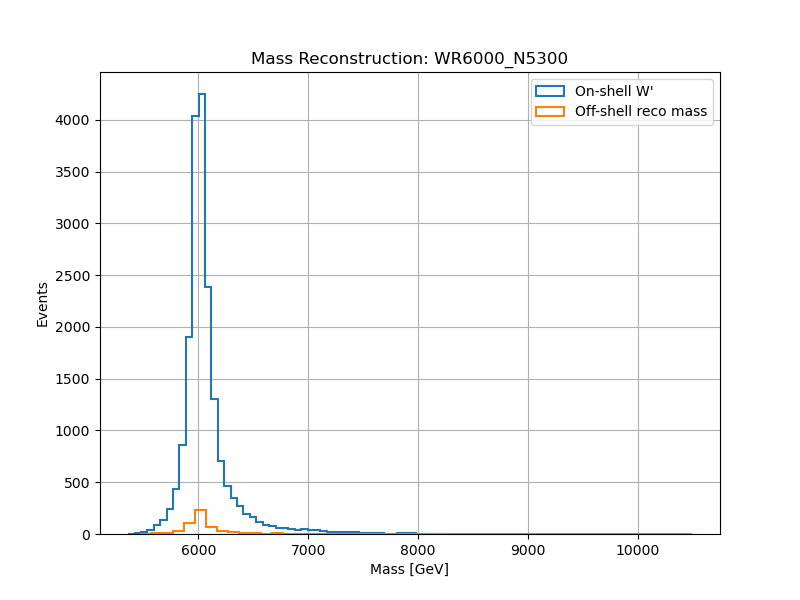 Mass Reconstruction: WR6000_N5300
On-shell W'
Off-shell reco mass
4000
3500
3000
2500
2000
1500
1000
500
0
Events
6000 7000 8000 9000 10000
Mass [GeV]